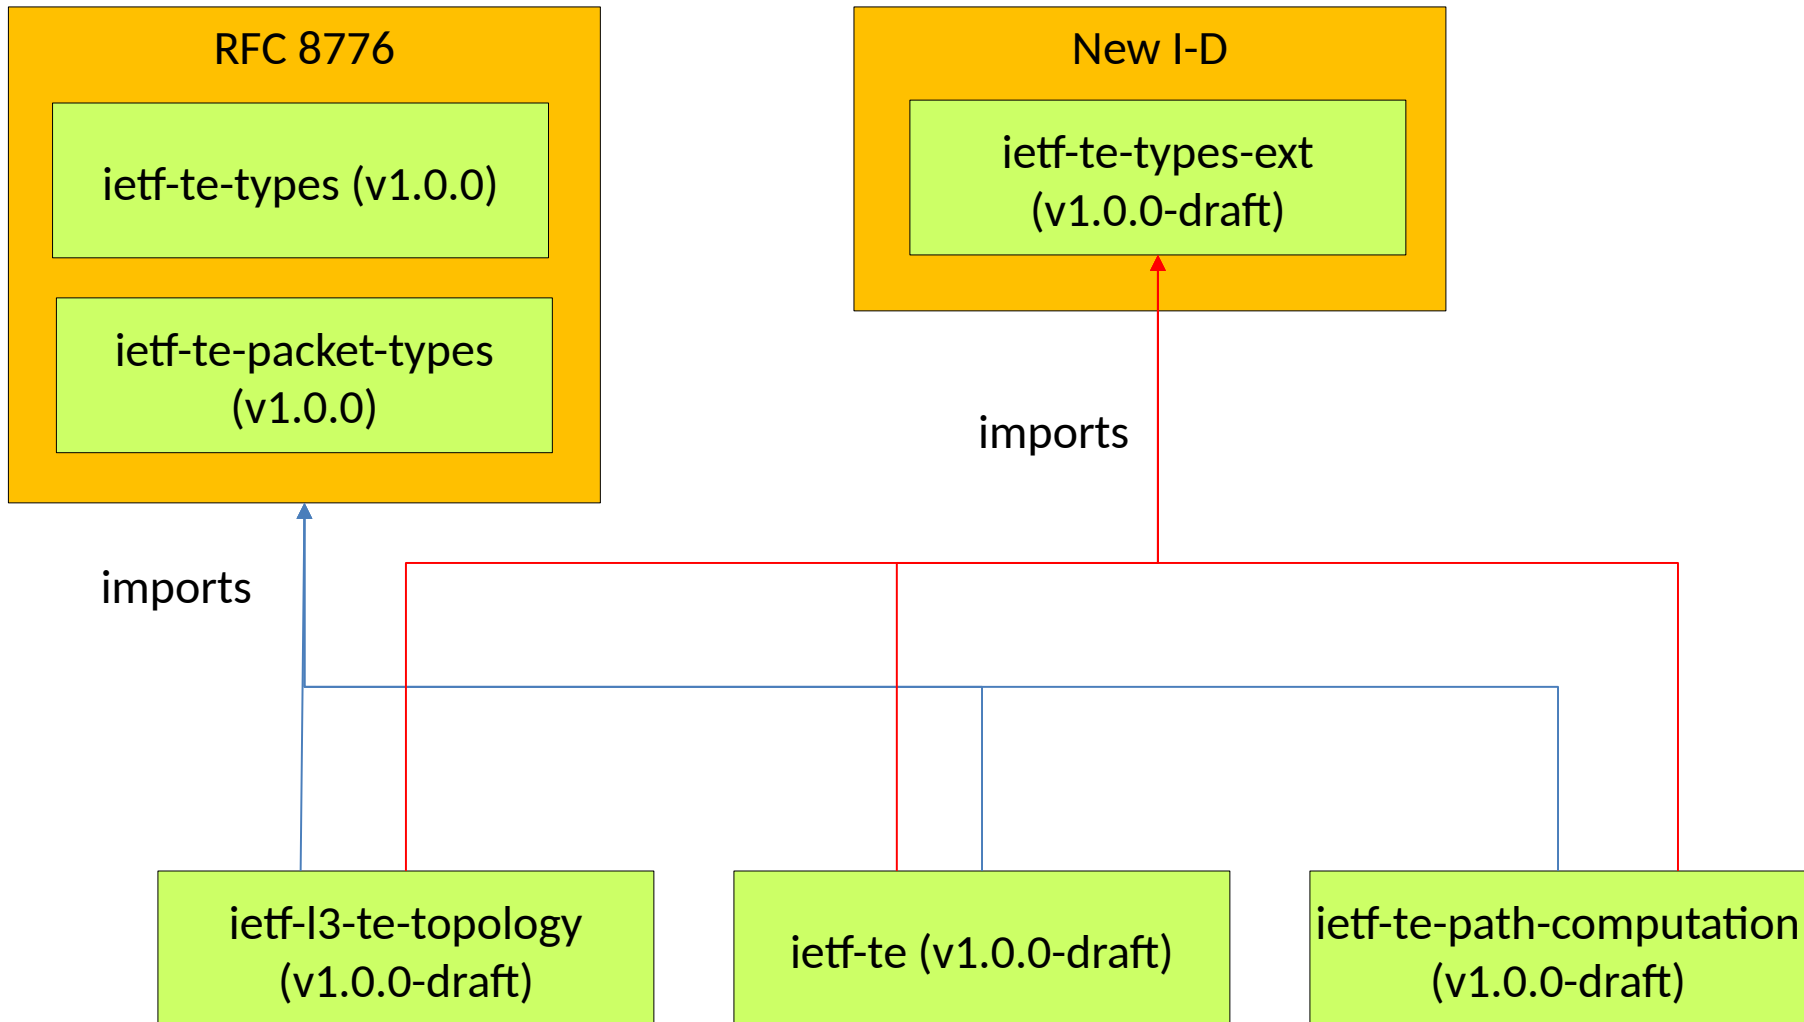 RFC 8776
ietf-te-types (v1.0.0)
ietf-te-packet-types
(v1.0.0)
New I-D
ietf-te-types-ext
(v1.0.0-draft)
imports
imports
ietf-l3-te-topology
(v1.0.0-draft)
ietf-te (v1.0.0-draft)
ietf-te-path-computation
(v1.0.0-draft)